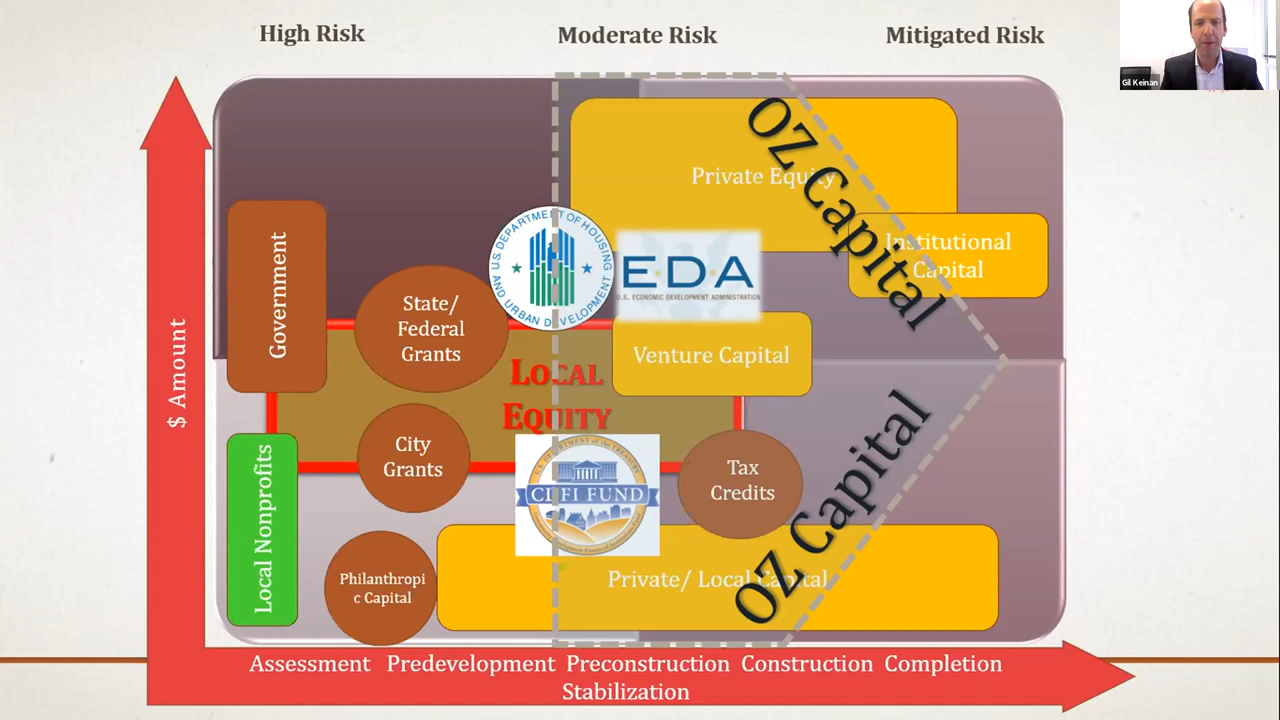 High Risk
Moderate Risk
Mitigated Risk
Gil Keinan
OZ Capital
Private Equity
Institutional
Capital
Government
State/
Federal
Grants
U.S. DEPARTMENT OF HOUSING
AND URBAN DEVELOPMENT
EDA
U.S. ECONOMIC DEVELOPMENT ADMINISTRATION
Venture Capital
LOCAL
EQUITY
$ Amount
City
Grants
Local Nonprofits
CDFI FUND
Tax
Credits
OZ Capital
Philanthropi
c Capital
Private/ Local Capital
Assessment Predevelopment Preconstruction Construction Completion
Stabilization